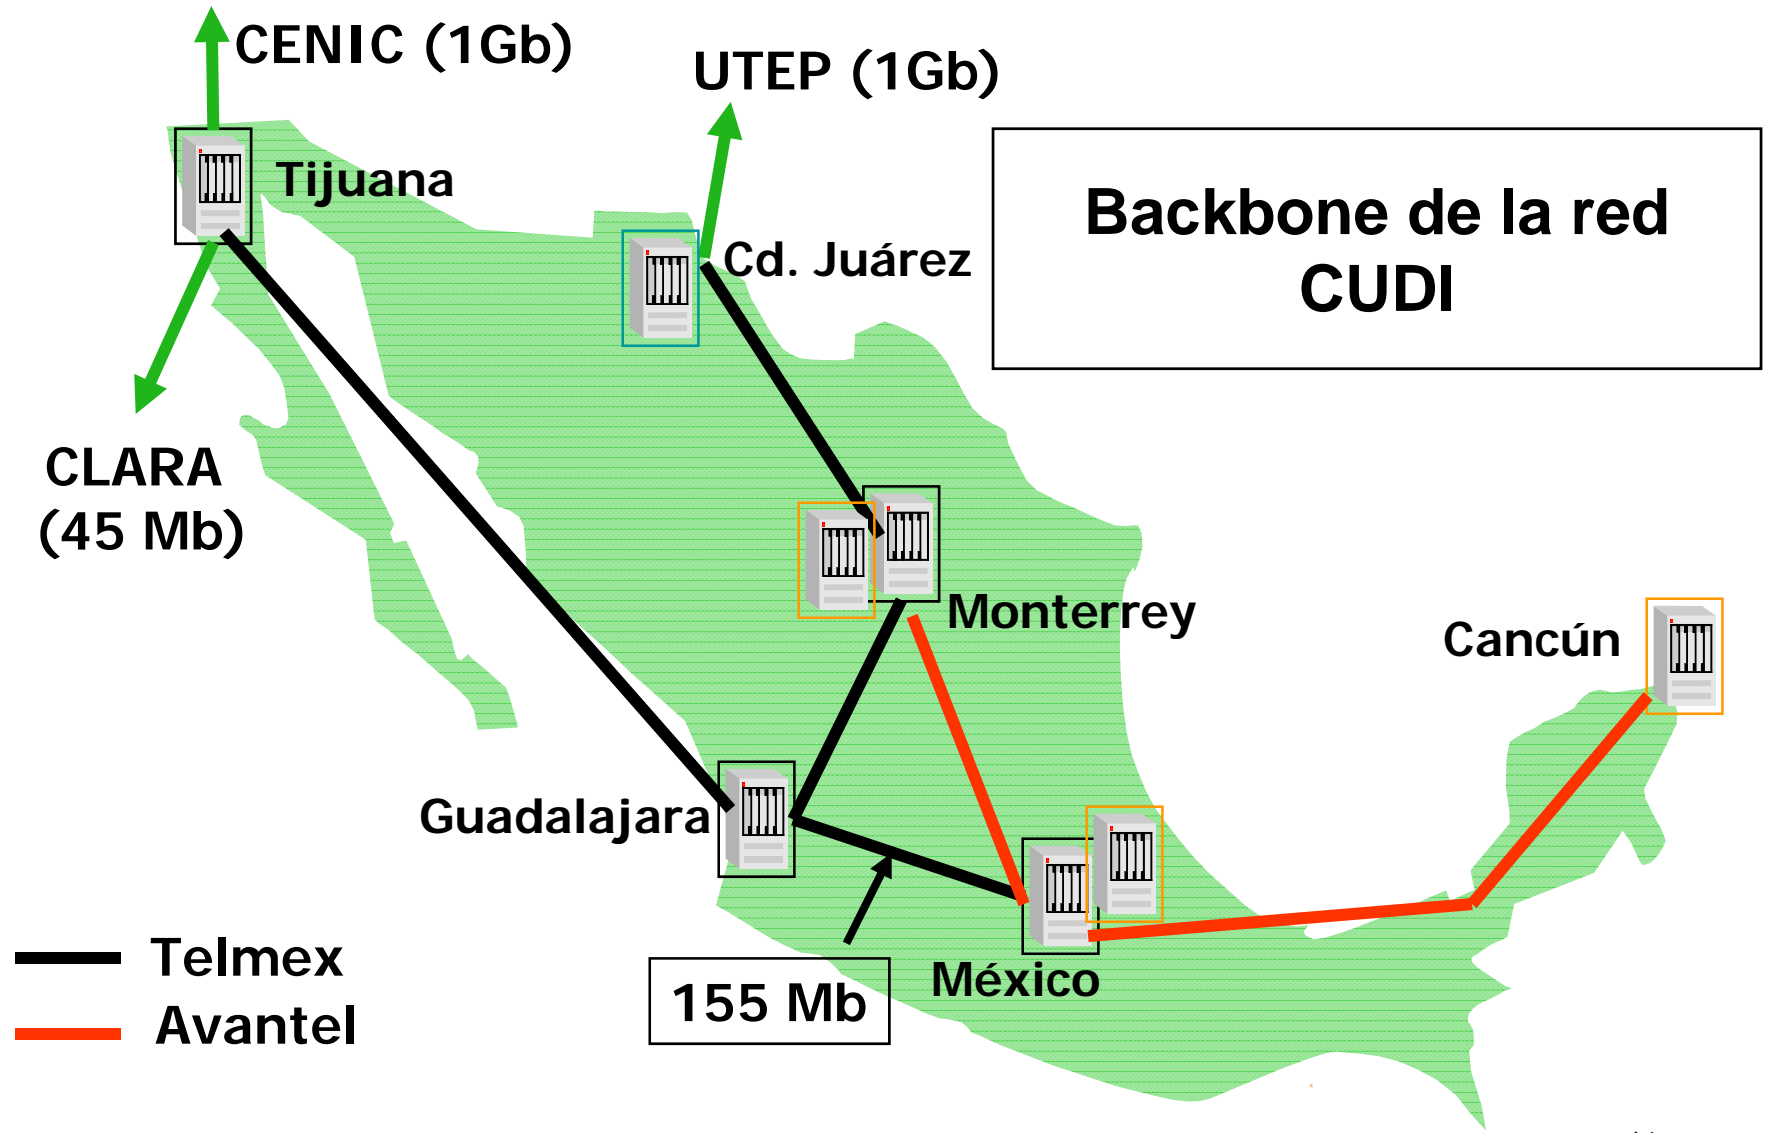 CENIC (1Gb)
UTEP (1Gb)
Tijuana
Cd. Juárez
Backbone de la red
CUDI
CLARA
(45 Mb)
Monterrey
Cancún
Guadalajara
México
155 Mb
Telmex
Avantel